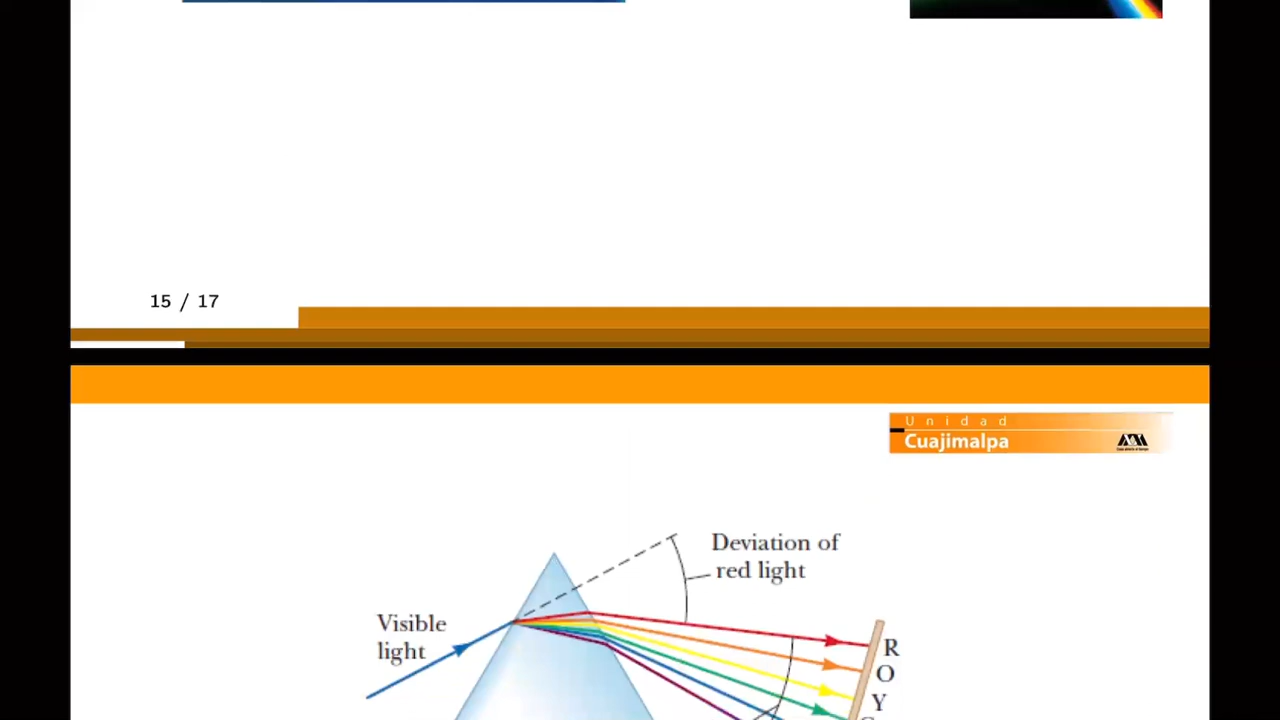 15 / 17
Unidad
Cuajimalpa
Deviation of
red light
Visible
light
R
O
Y